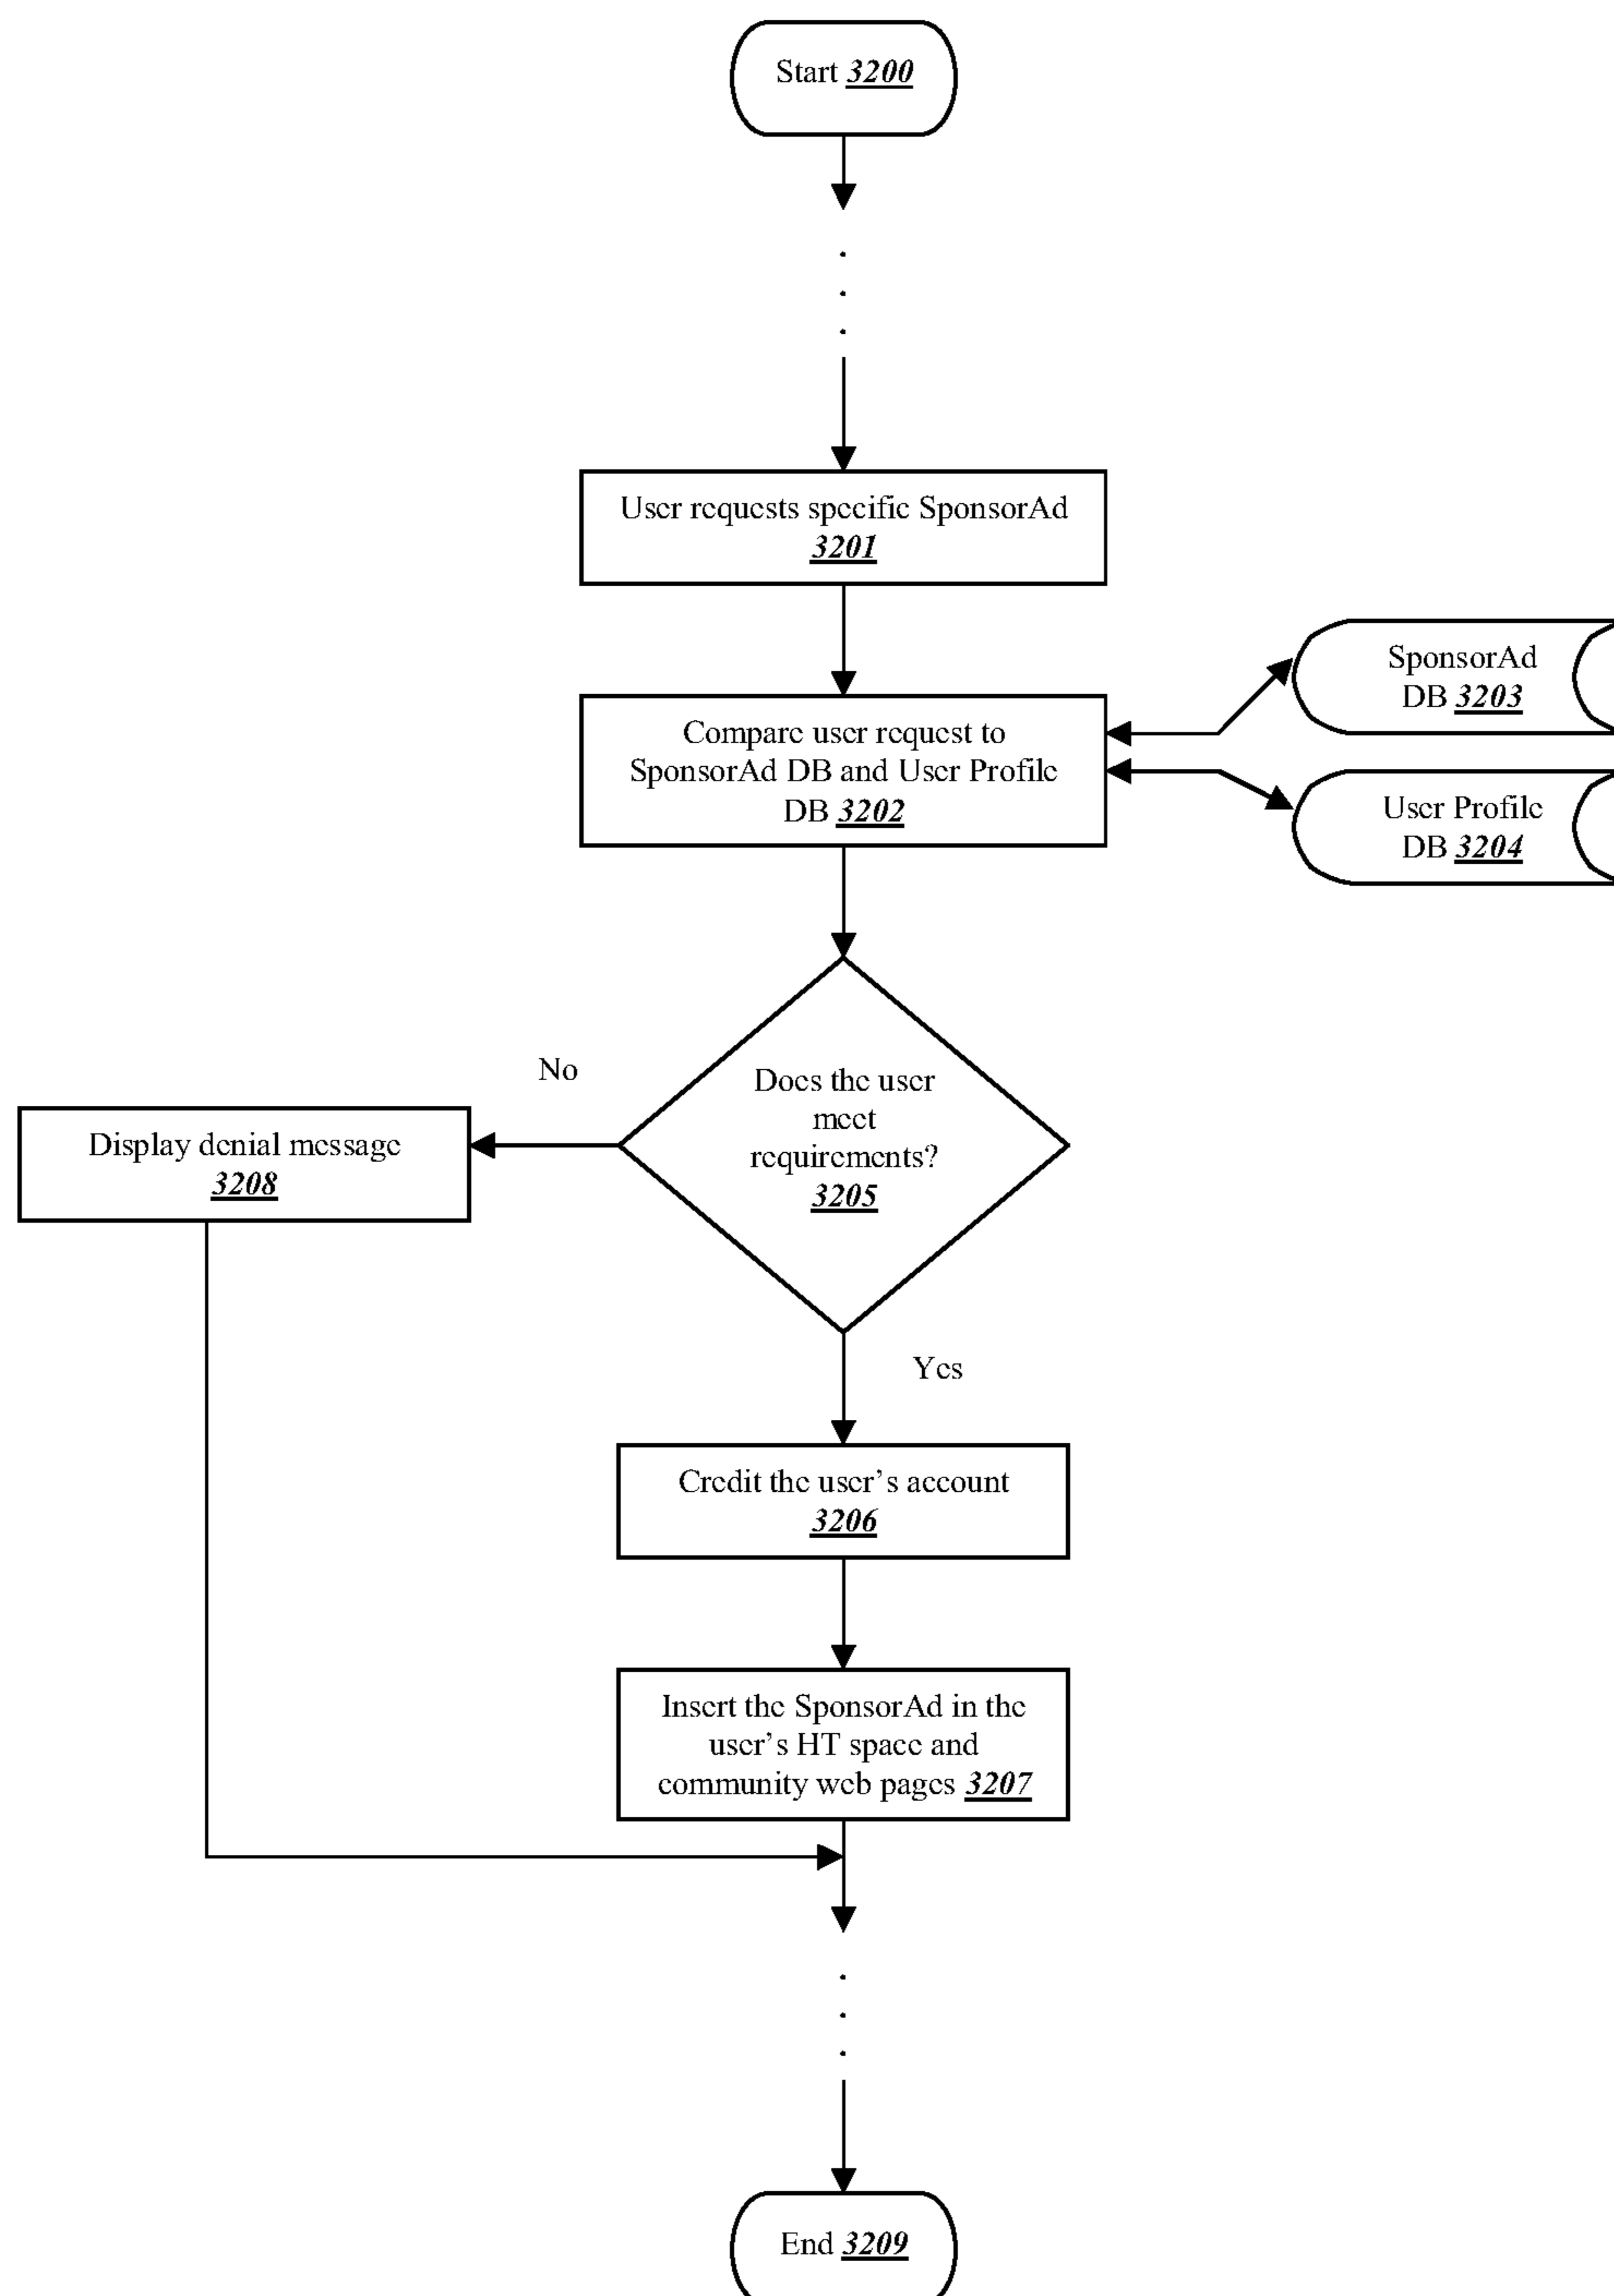 Start 3200
User requests specific SponsorAd
3201
Compare user request to
SponsorAd DB and User Profile
DB 3202
SponsorAd
DB 3203
User Profile
DB 3204
Does the user
meet
requirements?
3205
No
Display denial message
3208
Yes
Credit the user's account
3206
Insert the SponsorAd in the
user's HT space and
community web pages 3207
End 3209